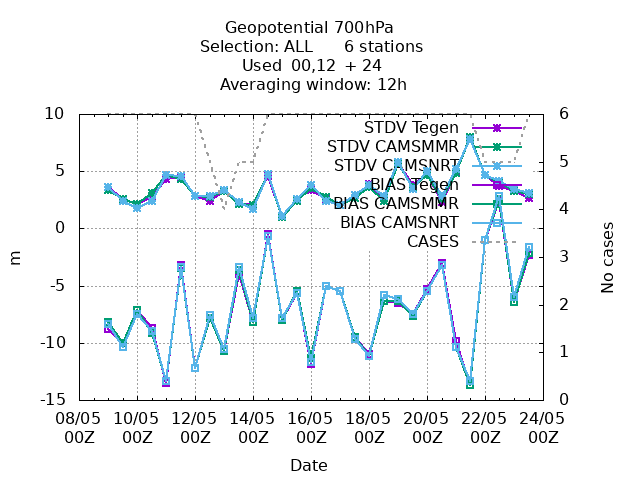 Geopotential 700hPa
Selection: ALL 6 stations
Used 00,12 + 24
Averaging window: 12h
10
5
0
-5
-10
-15
m
6
5
4
3
2
1
0
No cases
STDV Tegen
STDV CAMSMMR
STDV CAMSNRT
BIAS Tegen
BIAS CAMSMMR
BIAS CAMSNRT
CASES
08/05 10/05 12/05 14/05 16/05 18/05 20/05 22/05 24/05
00Z 00Z 00Z 00Z 00Z 00Z 00Z 00Z 00Z
Date